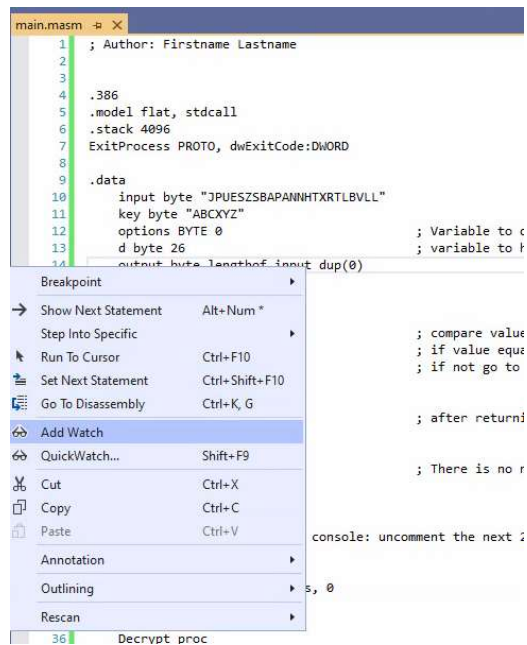 main.masm
1 ; Author: Firstname Lastname
2
3
4 .386
5 .model flat, stdcall
6 .stack 4096
7 ExitProcess PROTO, dwExitCode:DWORD
8
9 .data
10 input byte "JPUESZSBAPANNHTXRTLBVLL"
11 key byte "ABCXYZ"
12 options BYTE 0 ; Variable to
13 d byte 26 ; variable to
14 output byte lengthof input dup(0)
Breakpoint
Show Next Statement Alt+Num *
Step Into Specific ; compare value
Run To Cursor Ctrl+F10 ; if value equa
Set Next Statement Ctrl+Shift+F10 ; if not go to
Go To Disassembly Ctrl+K, G
Add Watch ; after returni
QuickWatch... Shift+F9
Cut Ctrl+X ; There is no
Copy Ctrl+C
Paste Ctrl+V console: uncomment the next 2
Annotation
Outlining s, 0
Rescan
36 Decrypt proc